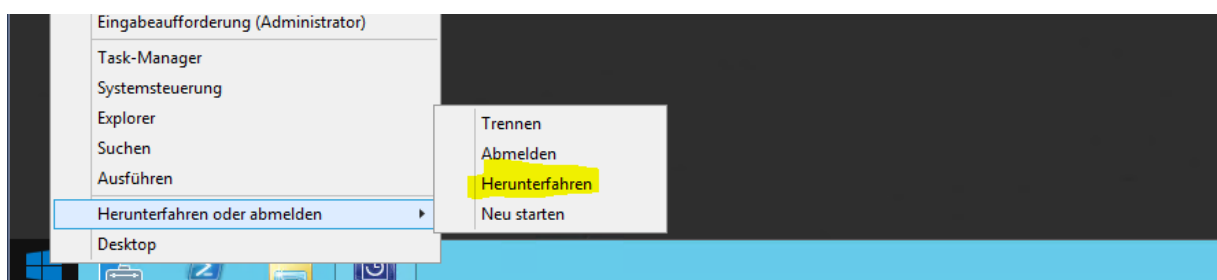 Eingabeaufforderung (Administrator)
Task-Manager
Systemsteuerung
Explorer
Suchen
Ausführen
Herunterfahren oder abmelden
Desktop
Trennen
Abmelden
Herunterfahren
Neu starten